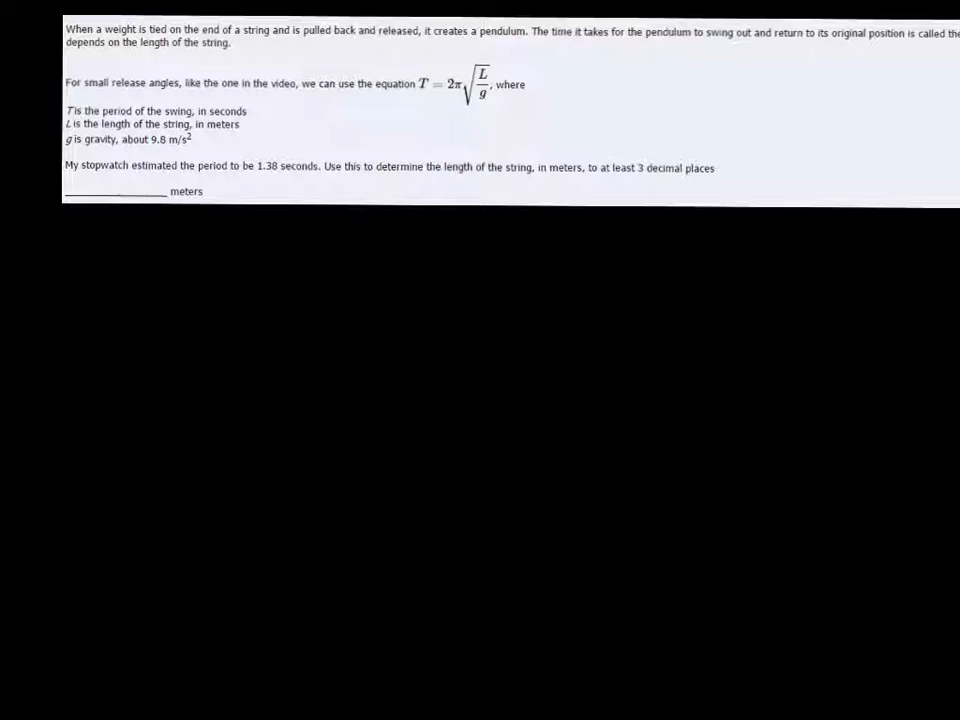 When a weight is tied on the end of a string and is pulled back and released, it creates a pendulum. The time it takes for the pendulum to swing out and return to its original position is called the
depends on the length of the string.
For small release angles, like the one in the video, we can use the equation T = 2π√(L/g), where
T is the period of the swing, in seconds
L is the length of the string, in meters
g is gravity, about 9.8 m/s²
My stopwatch estimated the period to be 1.38 seconds. Use this to determine the length of the string, in meters, to at least 3 decimal places
_______________ meters